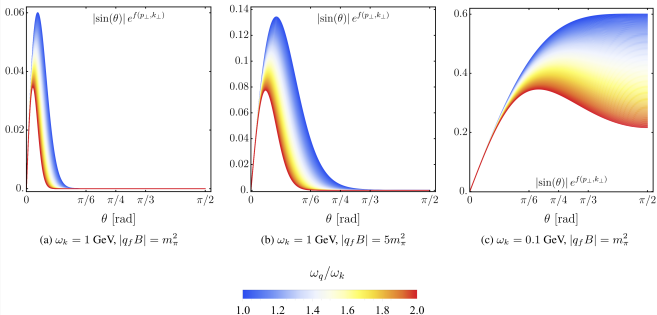 |sin(θ)| e^{f(p⊥,k⊥)}
0.06
0.04
0.02
0.
0
π/6
π/4
π/3
π/2
θ [rad]
(a) ω_k = 1 GeV, |q_f B| = m_π^2
|sin(θ)| e^{f(p⊥,k⊥)}
0.14
0.12
0.10
0.08
0.06
0.04
0.02
0.
0
π/6
π/4
π/3
π/2
θ [rad]
(b) ω_k = 1 GeV, |q_f B| = 5m_π^2
0.6
0.4
0.2
0.
|sin(θ)| e^{f(p⊥,k⊥)}
0
π/6
π/4
π/3
π/2
θ [rad]
(c) ω_k = 0.1 GeV, |q_f B| = m_π^2
ω_q/ω_k
1.0 1.2 1.4 1.6 1.8 2.0